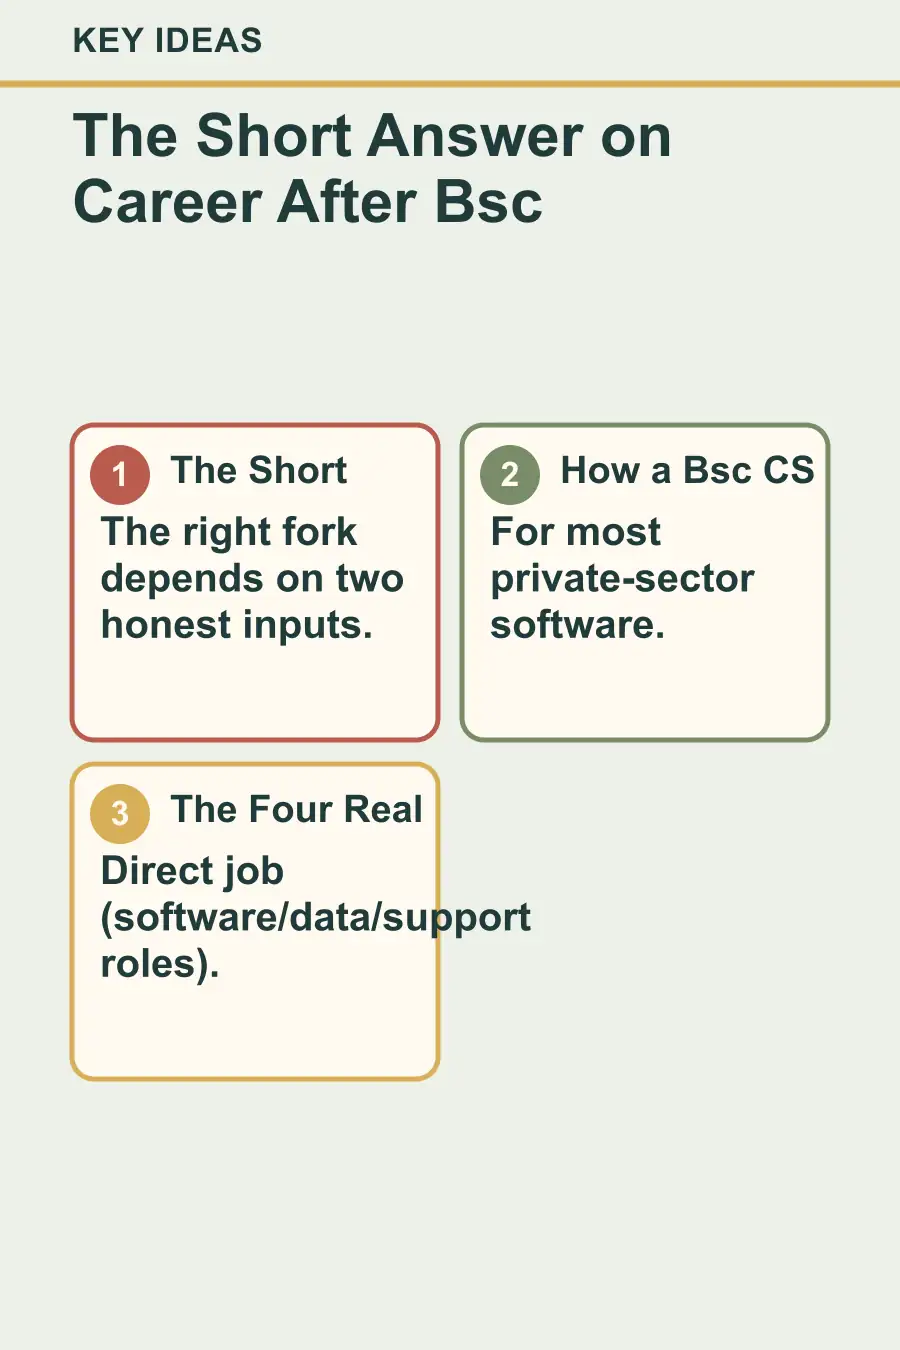 KEY IDEAS
The Short Answer on
Career After Bsc
1 The Short
The right fork
depends on two
honest inputs.
2 How a Bsc CS
For most
private-sector
software.
3 The Four Real
Direct job
(software/data/support
roles).